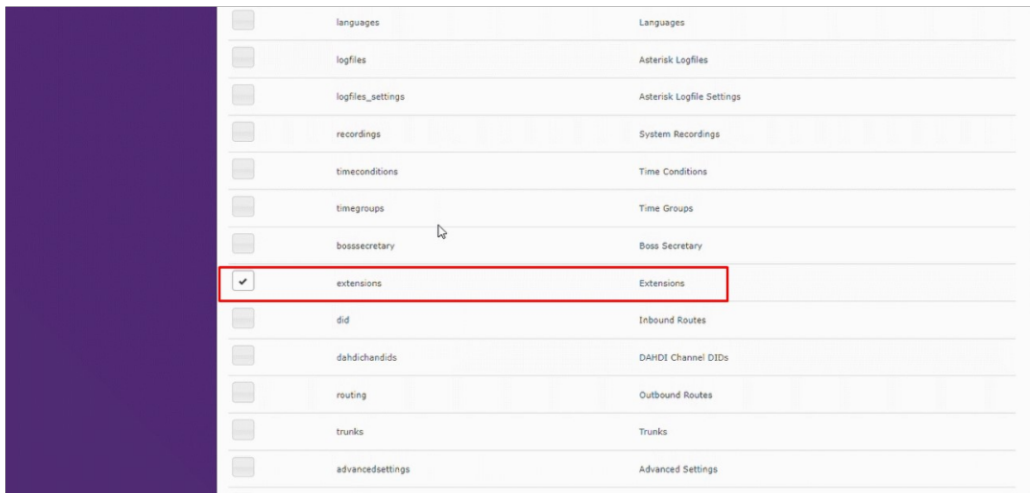 languages Languages
logfiles Asterisk Logfiles
logfiles_settings Asterisk Logfile Settings
recordings System Recordings
timeconditions Time Conditions
timegroups Time Groups
bosssecretary Boss Secretary
extensions Extensions
did Inbound Routes
dahdichandids DAHDI Channel DIDs
routing Outbound Routes
trunks Trunks
advancedsettings Advanced Settings